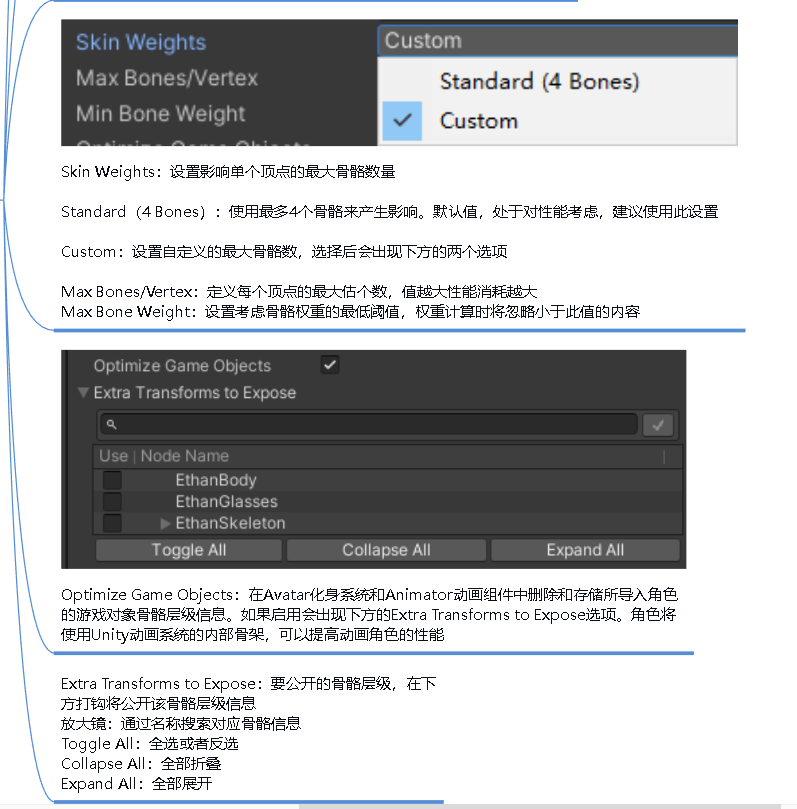 Skin Weights Custom
Max Bones/Vertex Standard (4 Bones)
Min Bone Weight Custom
Optimize Game Objects
Skin Weights：设置影响单个顶点的最大骨骼数量
Standard（4 Bones）：使用最多4个骨骼来产生影响。默认值，处于对性能考虑，建议使用此设置
Custom：设置自定义的最大骨骼数，选择后会出现下方的两个选项
Max Bones/Vertex：定义每个顶点的最大估个数，值越大性能消耗越大
Max Bone Weight：设置考虑骨骼权重的最低阈值，权重计算时将忽略小于此值的内容
Optimize Game Objects
Extra Transforms to Expose
Use Node Name
EthanBody
EthanGlasses
EthanSkeleton
Toggle All Collapse All Expand All
Optimize Game Objects：在Avatar化身系统和Animator动画组件中删除和存储所导入角色
的游戏对象骨骼层级信息。如果启用会出现下方的Extra Transforms to Expose选项。角色将
使用Unity动画系统的内部骨架，可以提高动画角色的性能
Extra Transforms to Expose：要公开的骨骼层级，在下
方打钩将公开该骨骼层级信息
放大镜：通过名称搜索对应骨骼信息
Toggle All：全选或者反选
Collapse All：全部折叠
Expand All：全部展开